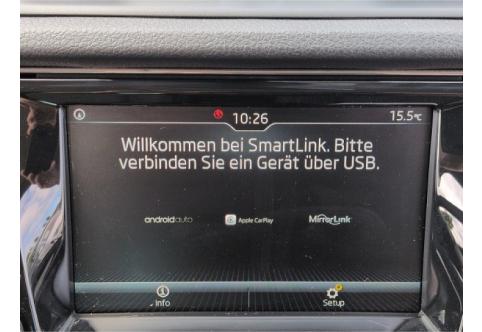 10:26
15.5°C
Willkommen bei SmartLink. Bitte
verbinden Sie ein Gerät über USB.
androidauto
Apple CarPlay
MirrorLink
Info
Setup